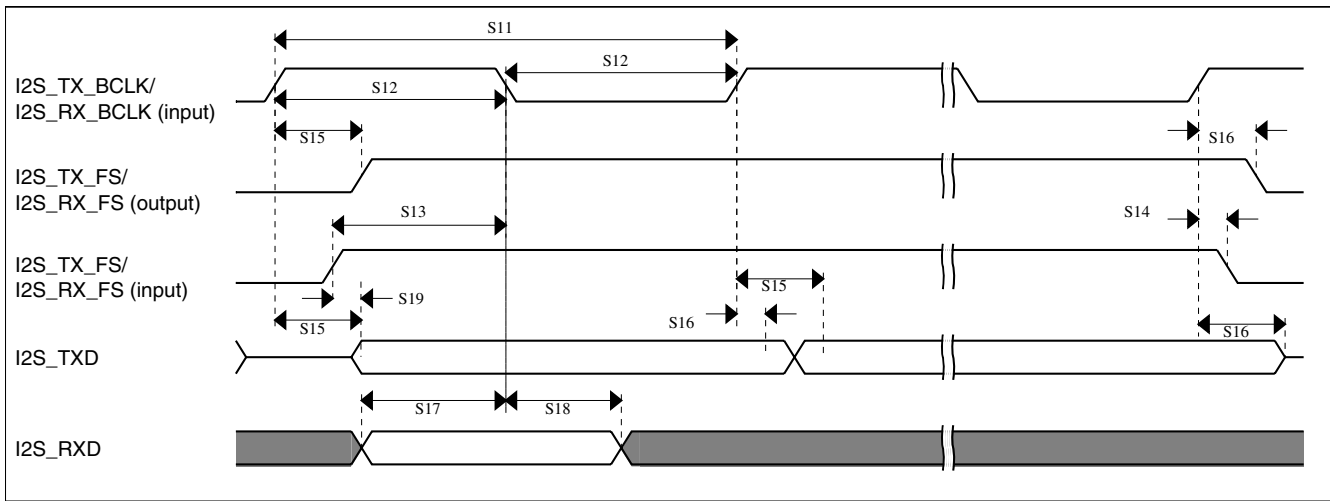 S11
I2S_TX_BCLK/
I2S_RX_BCLK (input)
S12
S12
S15
S16
I2S_TX_FS/
I2S_RX_FS (output)
S13
S14
I2S_TX_FS/
I2S_RX_FS (input)
S15
S19
S16
S15
S16
I2S_TXD
S17
S18
I2S_RXD